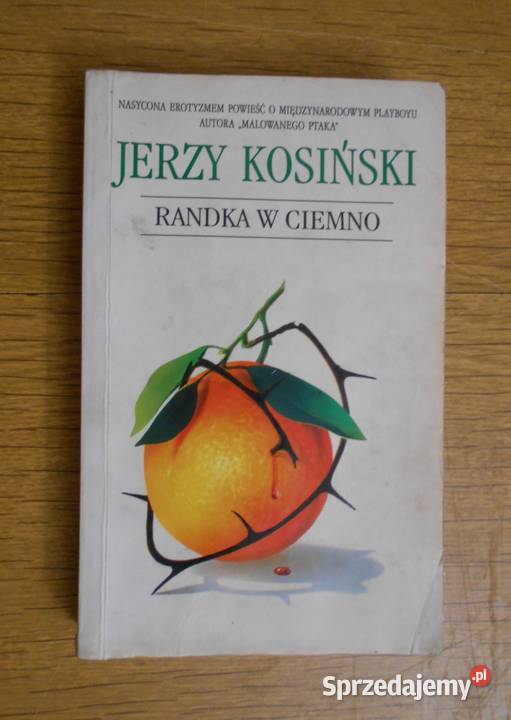 NASYCONA EROTYZMEM POWIEŚĆ O MIĘDZYNARODOWYM PLAYBOYU
AUTORA „MALOWANEGO PTAKA"
JERZY KOSIŃSKI
RANDKA W CIEMNO
Sprzedajemy.pl